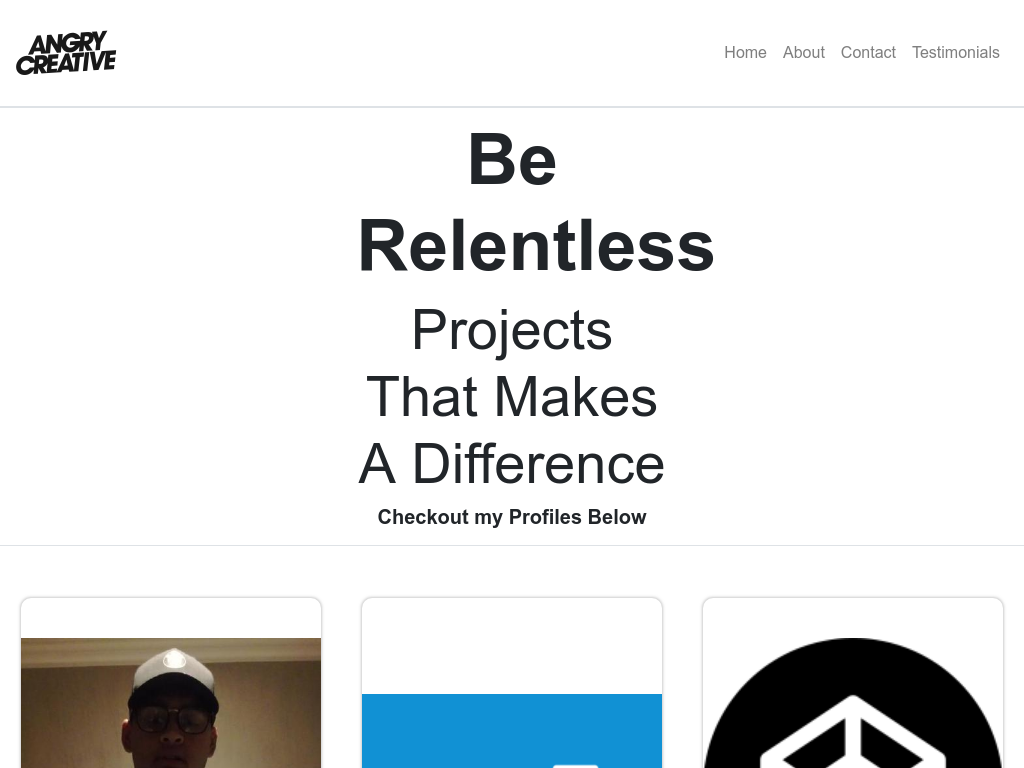 ANGRY
CREATIVE
Home About Contact Testimonials
Be
Relentless
Projects
That Makes
A Difference
Checkout my Profiles Below